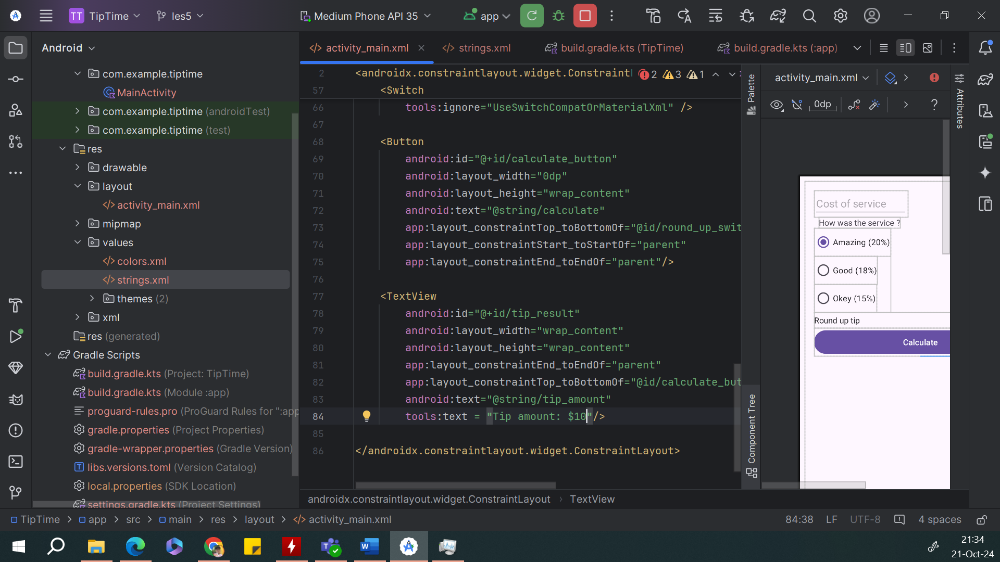 TT TipTime les5 Medium Phone API 35 app
Android
com.example.tiptime
MainActivity
com.example.tiptime (androidTest)
com.example.tiptime (test)
res
drawable
layout
activity_main.xml
mipmap
values
colors.xml
strings.xml
themes (2)
xml
res (generated)
Gradle Scripts
build.gradle.kts (Project: TipTime)
build.gradle.kts (Module :app)
proguard-rules.pro (ProGuard Rules for ":app
gradle.properties (Project Properties)
gradle-wrapper.properties (Gradle Version)
libs.versions.toml (Version Catalog)
local.properties (SDK Location)
settings.gradle.kts (Project Settings)
activity_main.xml strings.xml build.gradle.kts (TipTime) build.gradle.kts (:app)
2 <androidx.constraintlayout.widget.Constraint 2 3 1
57 <Switch
66 tools:ignore="UseSwitchCompatOrMaterialXml" />
67
68 <Button
69 android:id="@+id/calculate_button"
70 android:layout_width="0dp"
71 android:layout_height="wrap_content"
72 android:text="@string/calculate"
73 app:layout_constraintTop_toBottomOf="@id/round_up_swit
74 app:layout_constraintStart_toStartOf="parent"
75 app:layout_constraintEnd_toEndOf="parent"/>
76
77 <TextView
78 android:id="@+id/tip_result"
79 android:layout_width="wrap_content"
80 android:layout_height="wrap_content"
81 app:layout_constraintEnd_toEndOf="parent"
82 app:layout_constraintTop_toBottomOf="@id/calculate_but
83 android:text="@string/tip_amount"
84 tools:text = "Tip amount: $10"/>
85
86 </androidx.constraintlayout.widget.ConstraintLayout>
androidx.constraintlayout.widget.ConstraintLayout TextView
Palette
Component Tree
activity_main.xml
0dp ?
Attributes
Cost of service
How was the service ?
Amazing (20%)
Good (18%)
Okey (15%)
Round up tip
Calculate
TipTime app src main res layout activity_main.xml 84:38 LF UTF-8 4 spaces
21:34
21-Oct-24